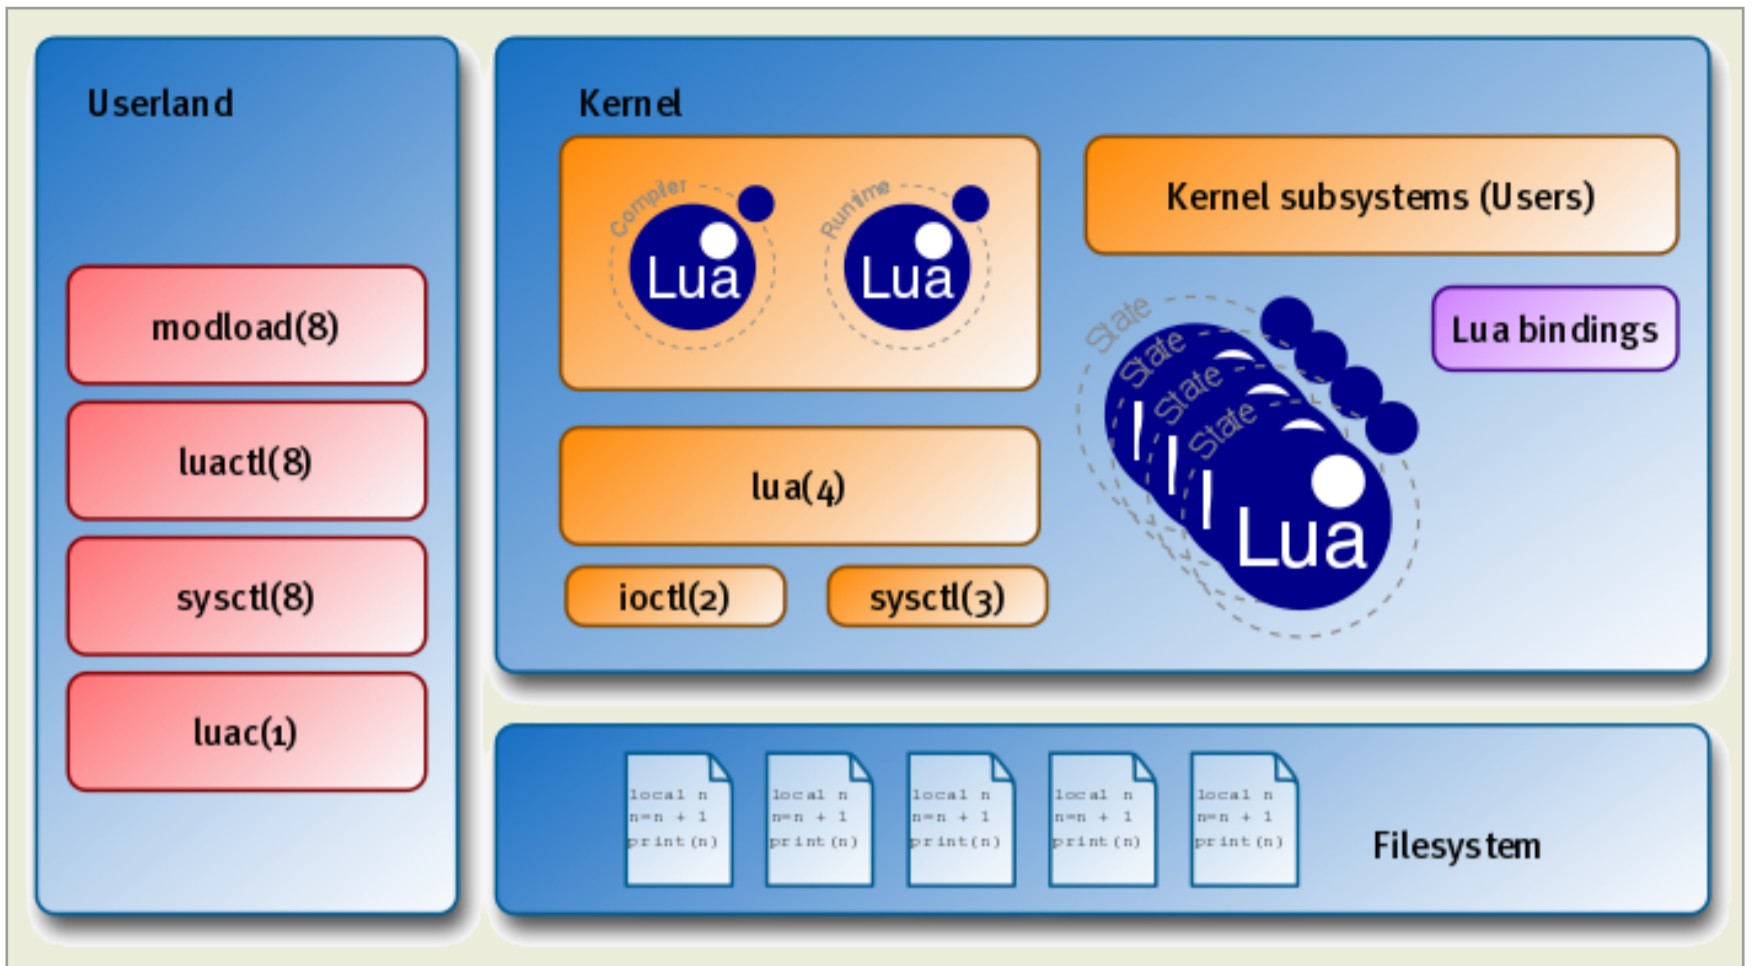 Userland
modload(8)
luactl(8)
sysctl(8)
luac(1)
Kernel
Compiler
Lua
Runtime
Lua
lua(4)
ioctl(2)
sysctl(3)
Kernel subsystems (Users)
Lua bindings
State
State
State
State
Lua
local n
n=n + 1
print(n)
local n
n=n + 1
print(n)
local n
n=n + 1
print(n)
local n
n=n + 1
print(n)
local n
n=n + 1
print(n)
Filesystem